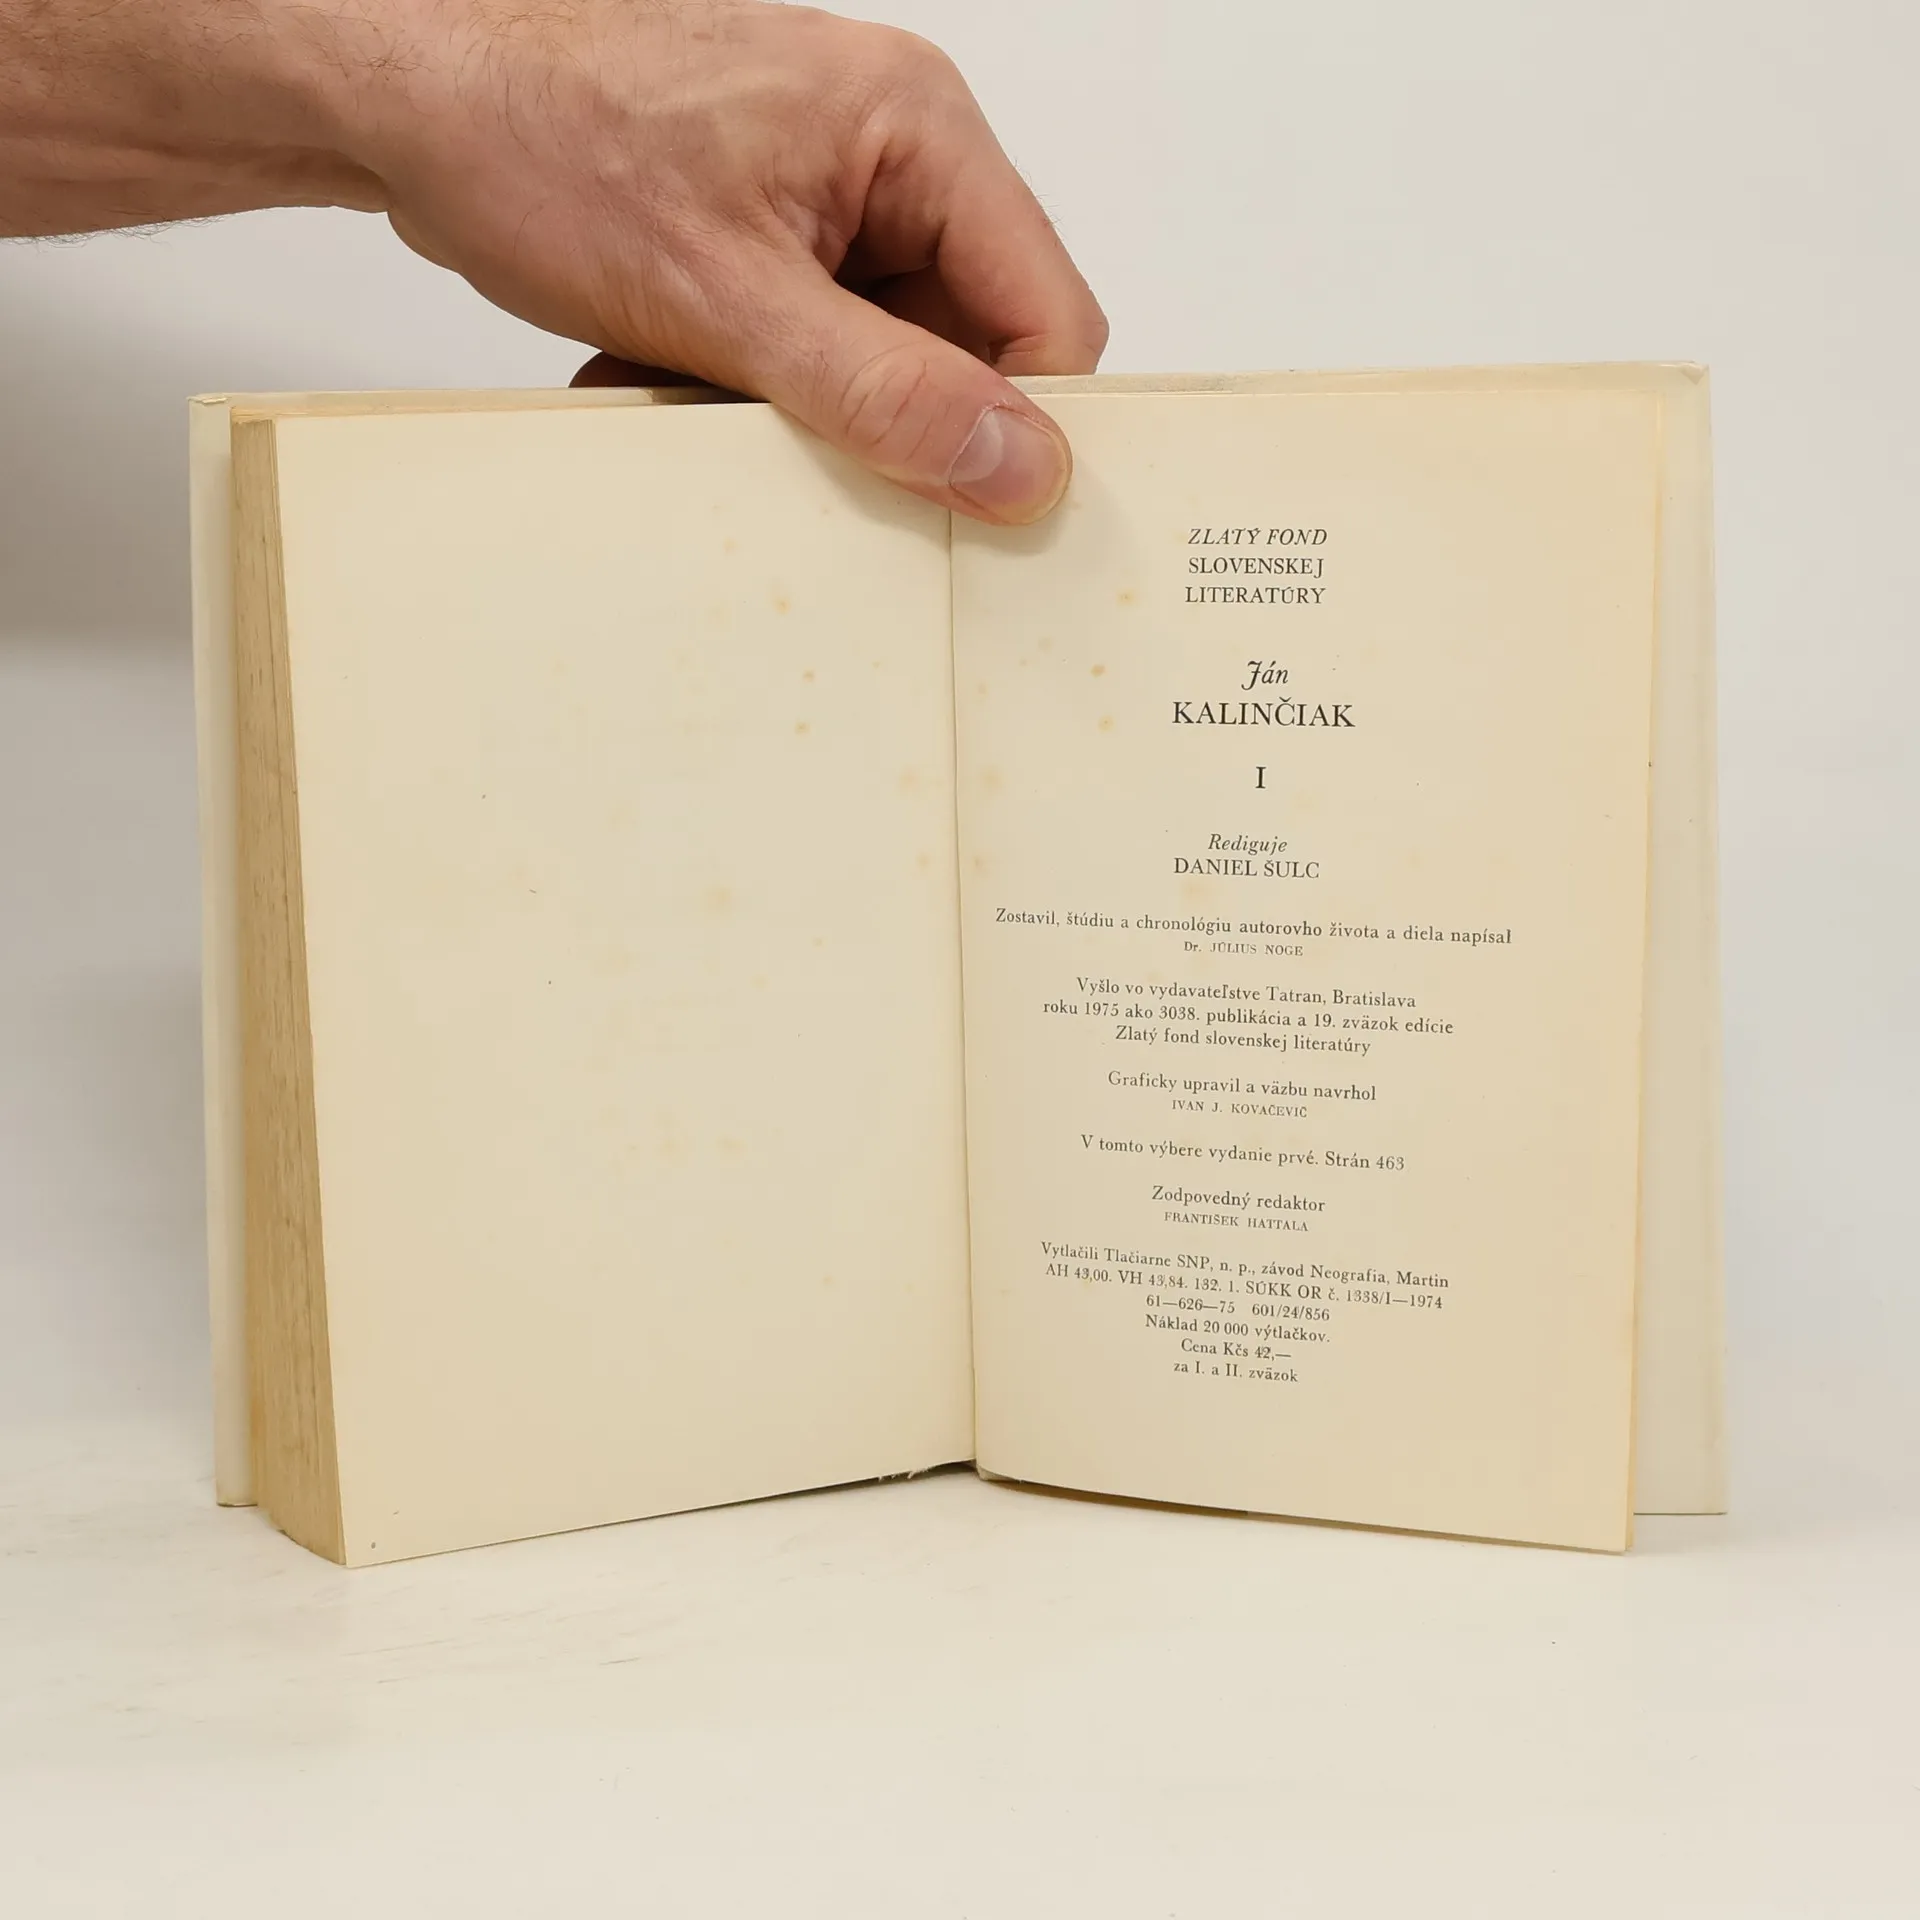 ZLATÝ FOND
SLOVENSKEJ
LITERATÚRY
Ján
KALINČIAK
I
Rediguje
DANIEL ŠULC
Zostavil, štúdiu a chronológiu autorovho života a diela napísal
Dr. JÚLIUS NOGE
Vyšlo vo vydavateľstve Tatran, Bratislava
roku 1975 ako 3038. publikácia a 19. zväzok edície
Zlatý fond slovenskej literatúry
Graficky upravil a väzbu navrhol
IVAN J. KOVAČEVIČ
V tomto výbere vydanie prvé. Strán 463
Zodpovedný redaktor
FRANTIŠEK HATTALA
Vytlačili Tlačiarne SNP, n. p., závod Neografia, Martin
AH 43,00. VH 43,84. 132. 1. SÚKK OR č. 1338/I—1974
61—626—75 601/24/856
Náklad 20 000 výtlačkov.
Cena Kčs 42,—
za I. a II. zväzok